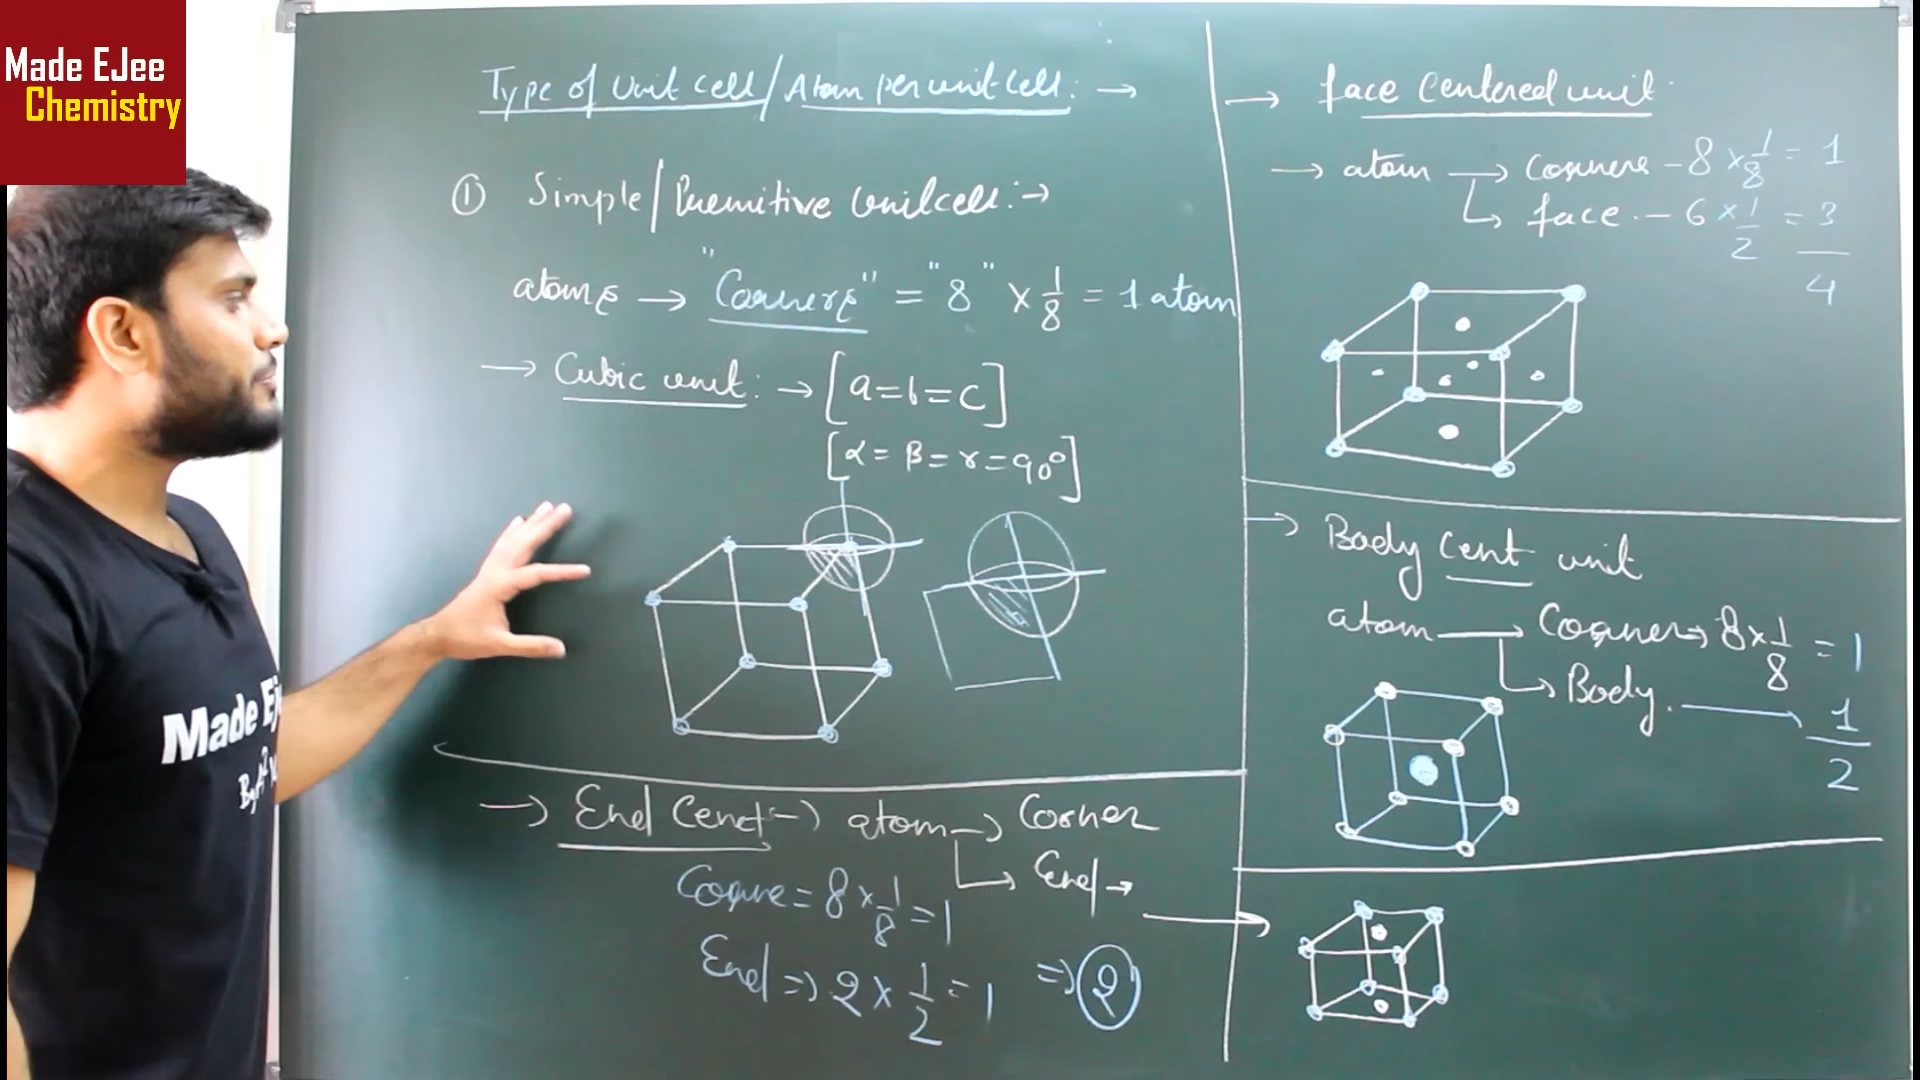 Made EJee
Chemistry
Type of Unit cell/Atom per unit cell: →
① Simple/Premitive Unitcell: →
atoms → "Corners" = "8" × 1/8 = 1 atom
→ Cubic unit: → [a=b=c]
[α = β = γ = 90°]
→ End Cent → atom → Corner
↳ End →
Corner = 8 × 1/8 = 1
End ⇒ 2 × 1/2 = 1 ⇒ 2
→ face Centered unit
→ atom → Corners – 8 × 1/8 = 1
↳ face – 6 × 1/2 = 3
4
→ Body Cent unit
atom → Corner → 8 × 1/8 = 1
↳ Body. → 1
2
Made Ej
By